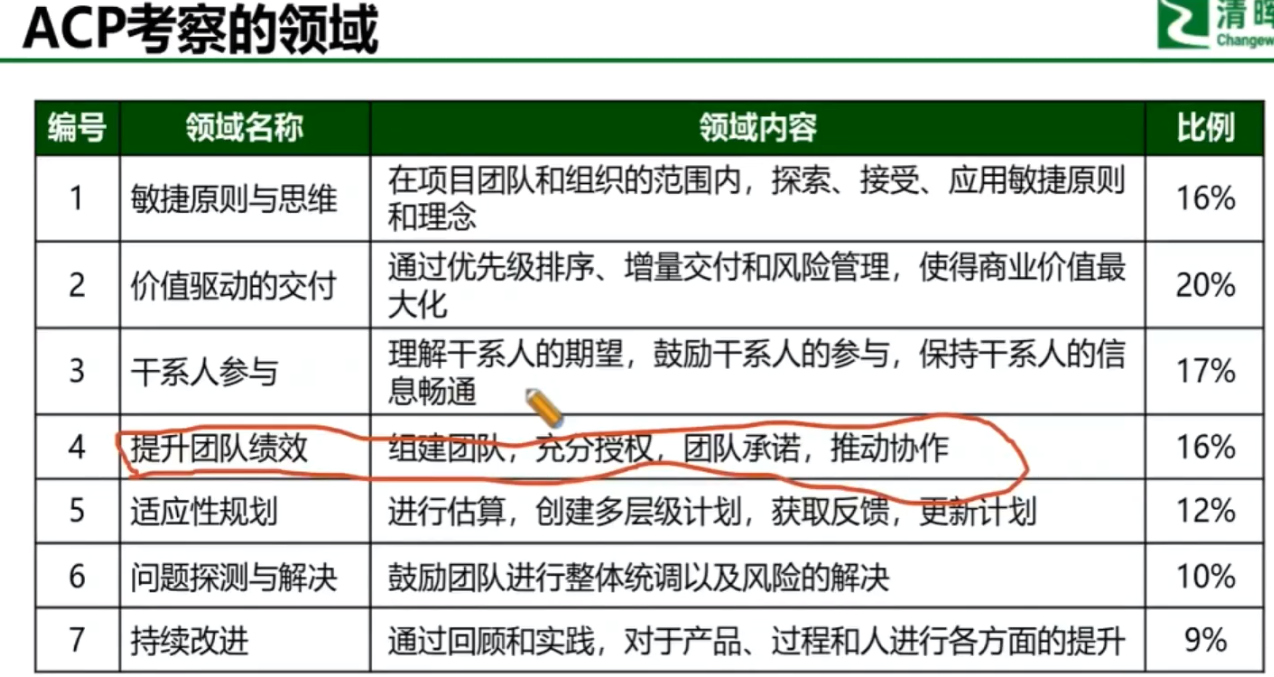 ACP考察的领域
清晖
Changew
编号 领域名称 领域内容 比例
1 敏捷原则与思维 在项目团队和组织的范围内，探索、接受、应用敏捷原则
和理念 16%
2 价值驱动的交付 通过优先级排序、增量交付和风险管理，使得商业价值最
大化 20%
3 干系人参与 理解干系人的期望，鼓励干系人的参与，保持干系人的信
息畅通 17%
4 提升团队绩效 组建团队，充分授权，团队承诺，推动协作 16%
5 适应性规划 进行估算，创建多层级计划，获取反馈，更新计划 12%
6 问题探测与解决 鼓励团队进行整体统调以及风险的解决 10%
7 持续改进 通过回顾和实践，对于产品、过程和人进行各方面的提升 9%